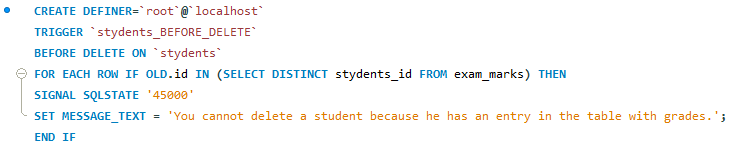 CREATE DEFINER=`root`@`localhost`
TRIGGER `stydents_BEFORE_DELETE`
BEFORE DELETE ON `stydents`
FOR EACH ROW IF OLD.id IN (SELECT DISTINCT stydents_id FROM exam_marks) THEN
SIGNAL SQLSTATE '45000'
SET MESSAGE_TEXT = 'You cannot delete a student because he has an entry in the table with grades.';
END IF